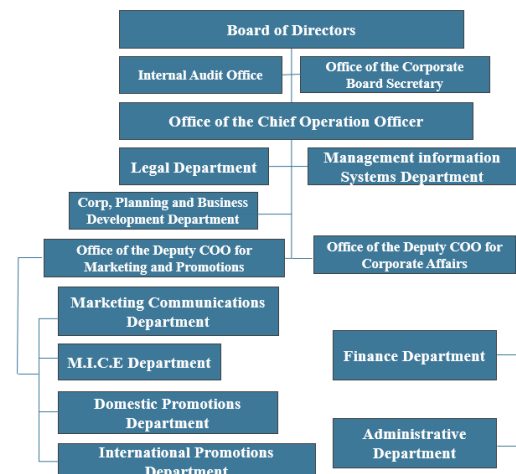 Board of Directors
Internal Audit Office
Office of the Corporate
Board Secretary
Office of the Chief Operation Officer
Legal Department
Management information
Systems Department
Corp, Planning and Business
Development Department
Office of the Deputy COO for
Marketing and Promotions
Office of the Deputy COO for
Corporate Affairs
Marketing Communications
Department
M.I.C.E Department
Finance Department
Domestic Promotions
Department
Administrative
Department
International Promotions
Department